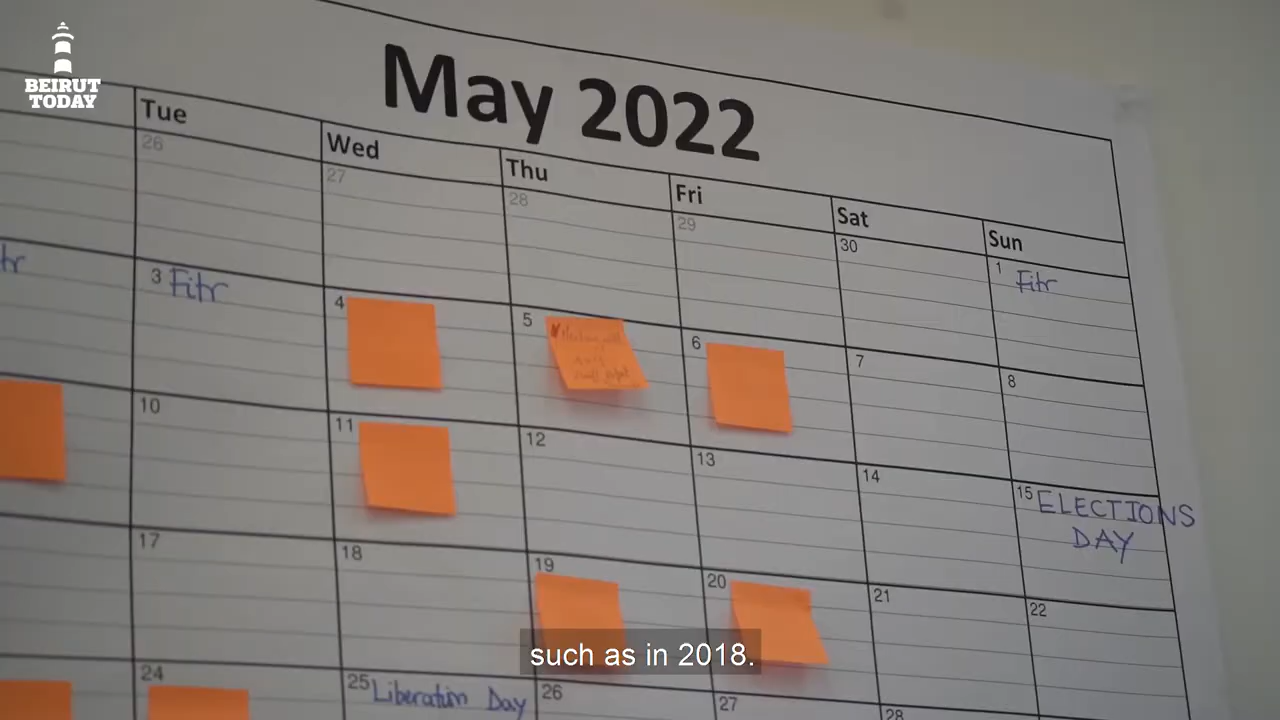 BEIRUT
TODAY
May 2022
Tue Wed Thu Fri Sat Sun
26 27 28 29 30 1 Fitr
3 Fitr 4 5 6 7 8
10 11 12 13 14 15 ELECTIONS
DAY
17 18 19 20 21 22
24 25 Liberation Day 26 27 28
such as in 2018.